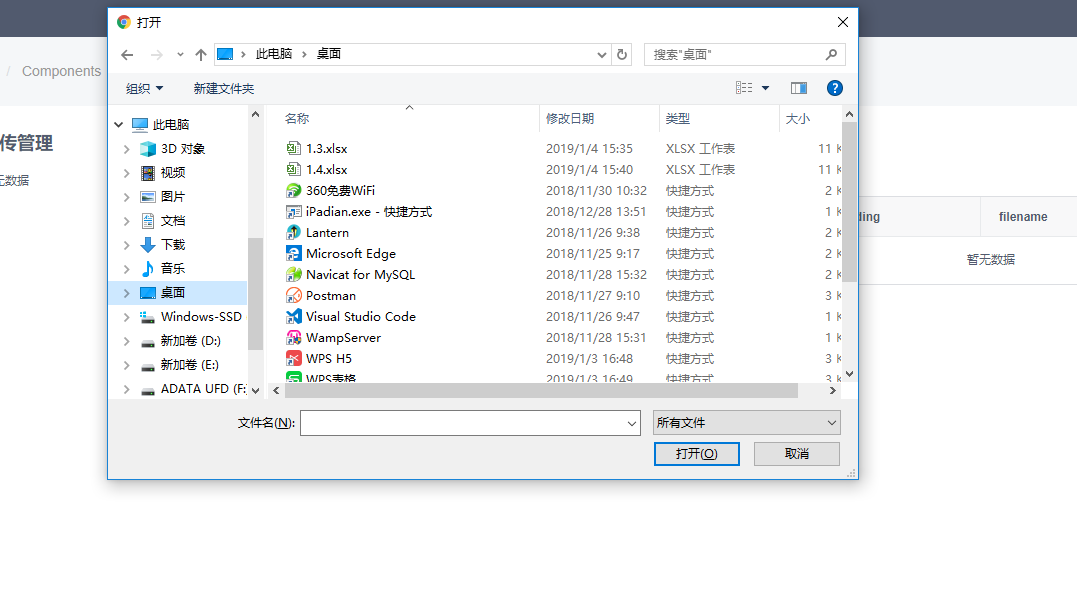 打开
此电脑 > 桌面
搜索"桌面"
组织 新建文件夹
/ Components
传管理
无数据
此电脑
3D 对象
视频
图片
文档
下载
音乐
桌面
Windows-SSD
新加卷 (D:)
新加卷 (E:)
ADATA UFD (F:
名称 修改日期 类型 大小
1.3.xlsx 2019/1/4 15:35 XLSX 工作表 11 K
1.4.xlsx 2019/1/4 15:40 XLSX 工作表 11 K
360免费WiFi 2018/11/30 10:32 快捷方式 2 K
iPadian.exe - 快捷方式 2018/12/28 13:51 快捷方式 1 K
Lantern 2018/11/26 9:38 快捷方式 2 K
Microsoft Edge 2018/11/25 9:17 快捷方式 2 K
Navicat for MySQL 2018/11/28 15:32 快捷方式 2 K
Postman 2018/11/27 9:10 快捷方式 3 K
Visual Studio Code 2018/11/26 9:47 快捷方式 1 K
WampServer 2018/11/28 15:31 快捷方式 1 K
WPS H5 2019/1/3 16:48 快捷方式 3 K
WPS表格 2019/1/3 16:49 快捷方式 3 K
文件名(N): 所有文件
打开(O) 取消
ding filename
暂无数据